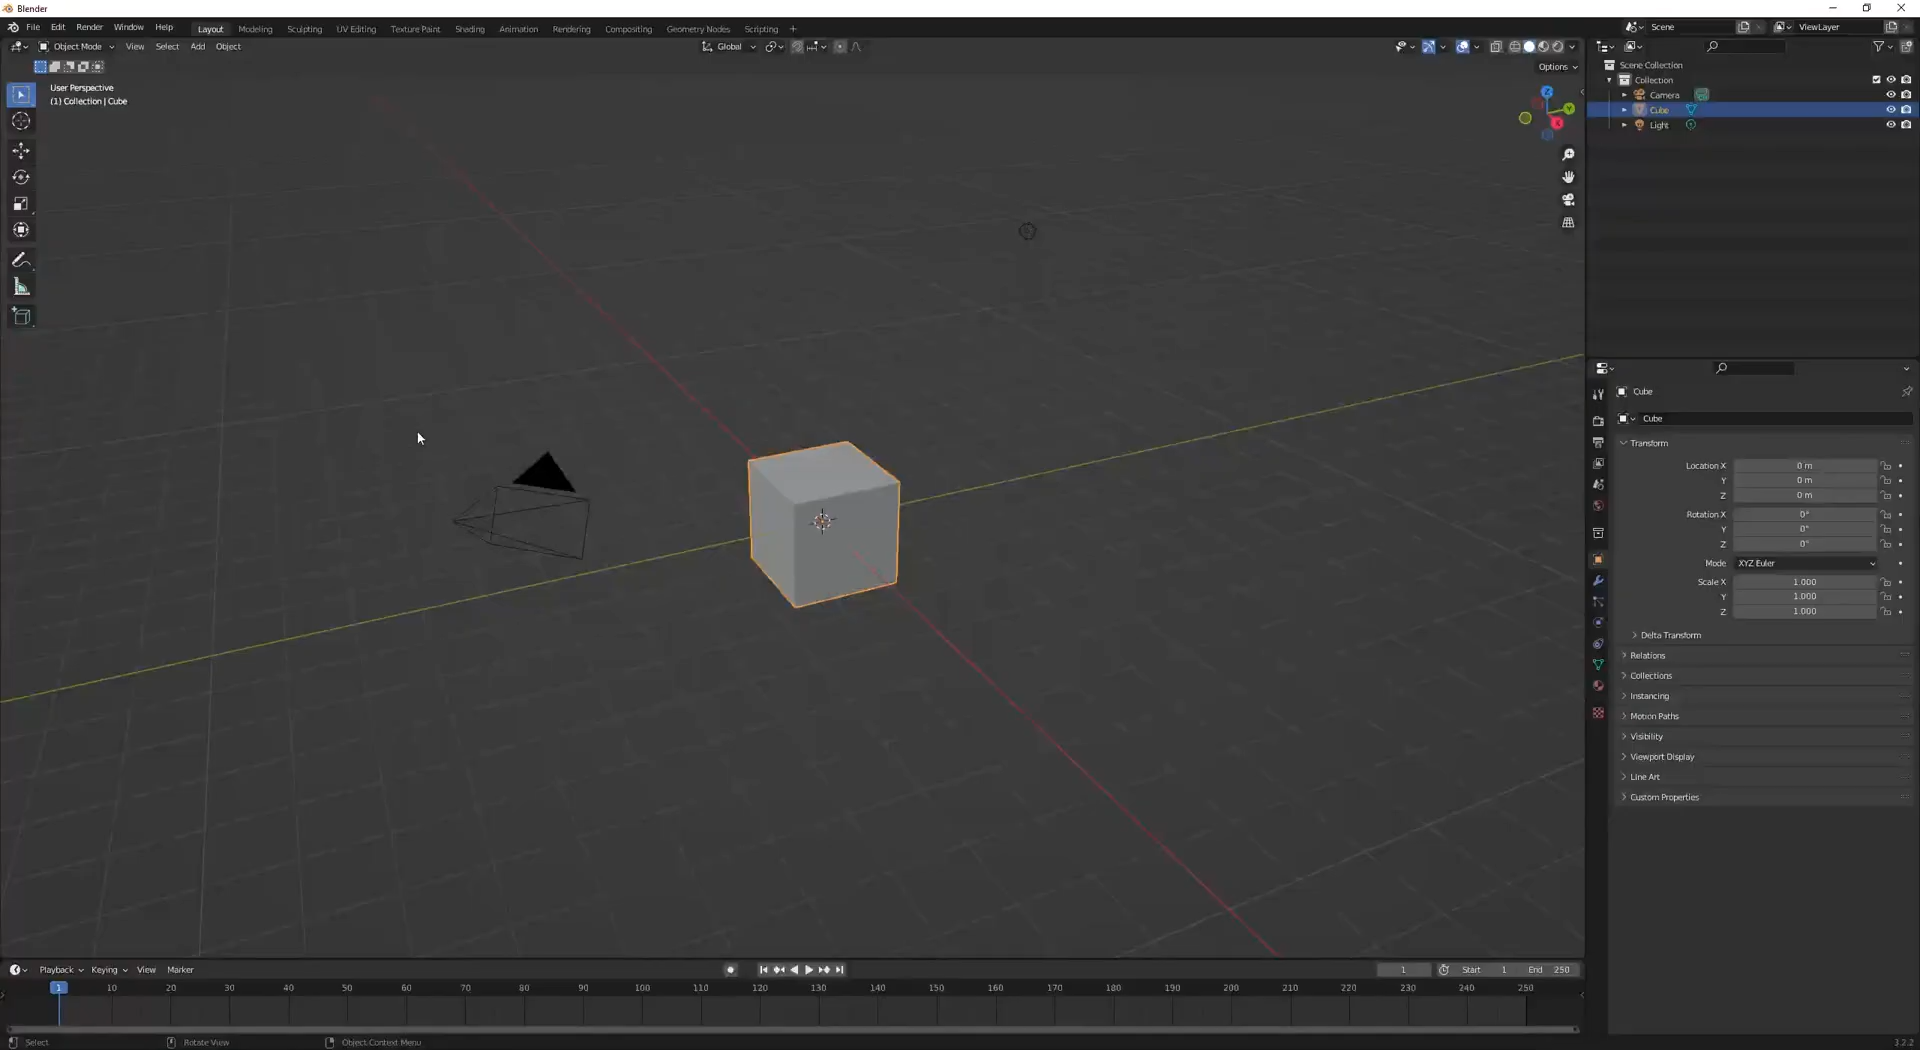 Blender
File Edit Render Window Help Layout Modeling Sculpting UV Editing Texture Paint Shading Animation Rendering Compositing Geometry Nodes Scripting + Scene ViewLayer
Object Mode View Select Add Object Global
Options
User Perspective
(1) Collection | Cube
Z
Y
X
Scene Collection
Collection
Camera
Cube
Light
Cube
Cube
Transform
Location X 0 m
Y 0 m
Z 0 m
Rotation X 0°
Y 0°
Z 0°
Mode XYZ Euler
Scale X 1.000
Y 1.000
Z 1.000
Delta Transform
Relations
Collections
Instancing
Motion Paths
Visibility
Viewport Display
Line Art
Custom Properties
Playback Keying View Marker 1 Start 1 End 250
1 10 20 30 40 50 60 70 80 90 100 110 120 130 140 150 160 170 180 190 200 210 220 230 240 250
Select Rotate View Object Context Menu 3.2.2